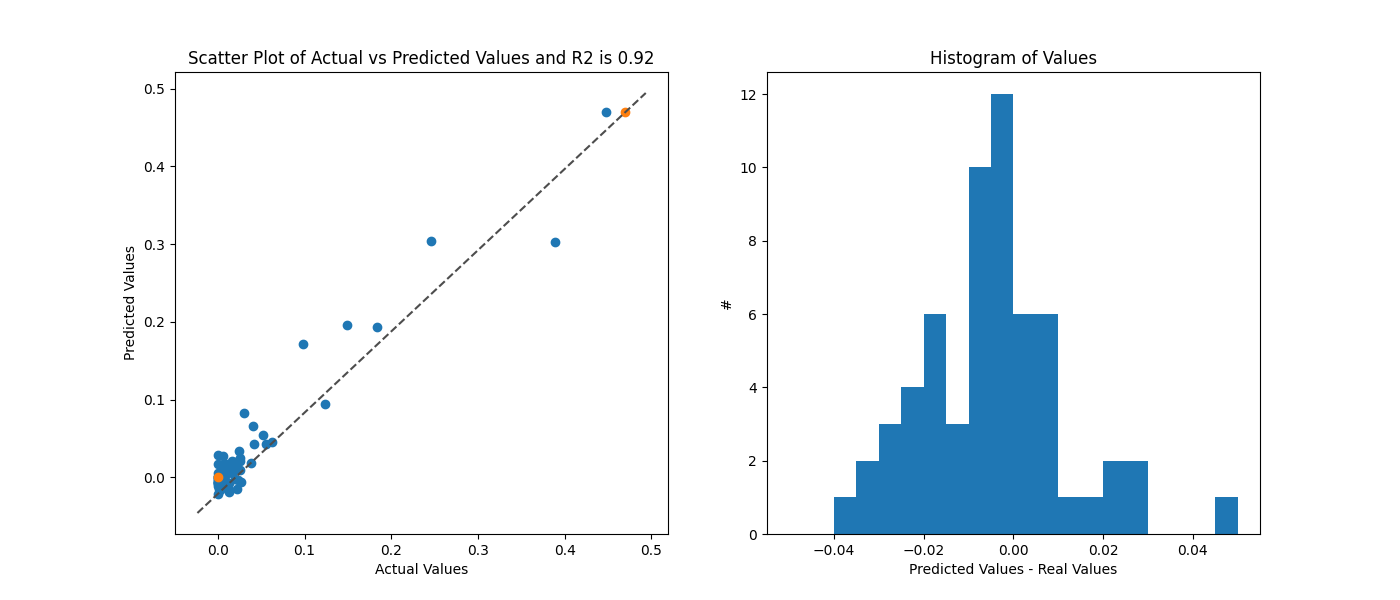 Scatter Plot of Actual vs Predicted Values and R2 is 0.92
0.5
0.4
0.3
0.2
0.1
0.0
Predicted Values
0.0 0.1 0.2 0.3 0.4 0.5
Actual Values
Histogram of Values
12
10
8
6
4
2
0
#
−0.04 −0.02 0.00 0.02 0.04
Predicted Values - Real Values